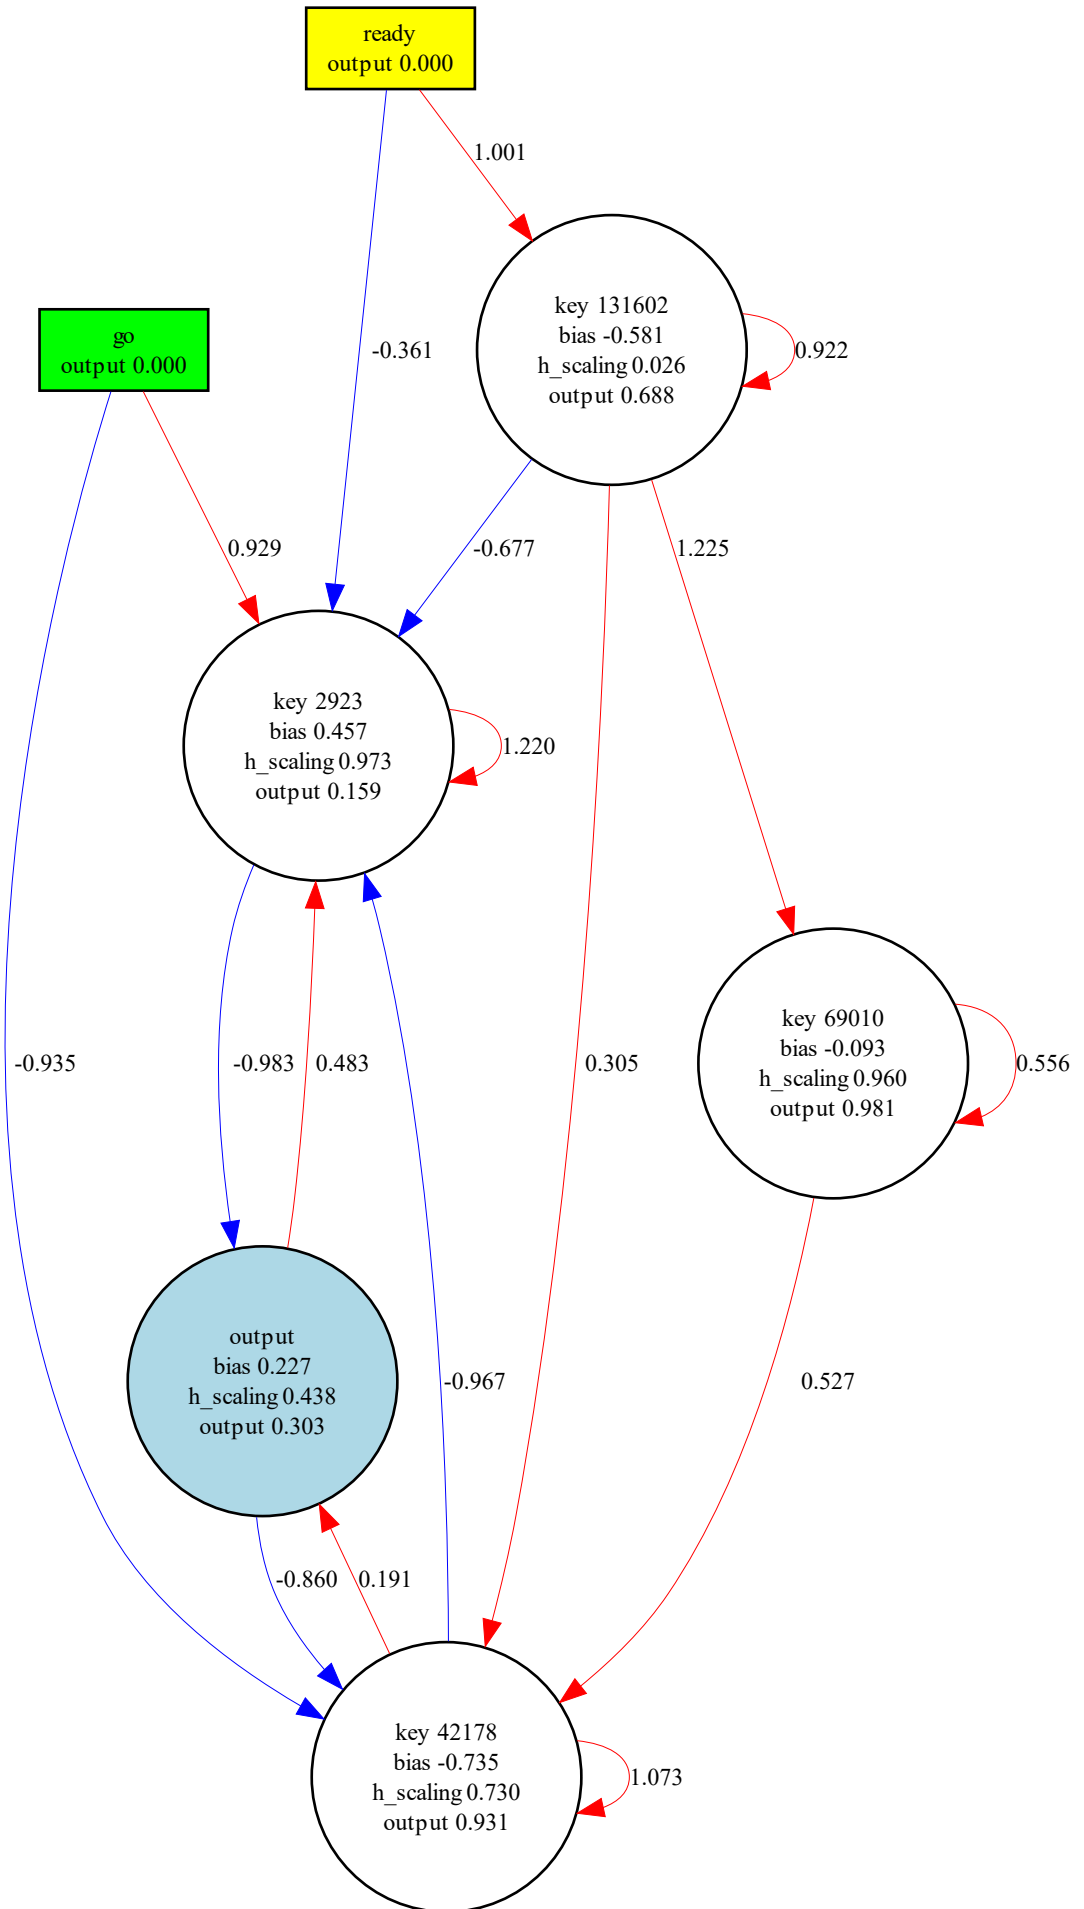 ready
output 0.000
1.001
key 131602
bias -0.581
h_scaling 0.026
output 0.688
0.922
go
output 0.000
-0.361
0.929
-0.677
1.225
key 2923
bias 0.457
h_scaling 0.973
output 0.159
1.220
key 69010
bias -0.093
h_scaling 0.960
output 0.981
0.556
-0.935
-0.983
0.483
0.305
output
bias 0.227
h_scaling 0.438
output 0.303
-0.967
0.527
-0.860
0.191
key 42178
bias -0.735
h_scaling 0.730
output 0.931
1.073